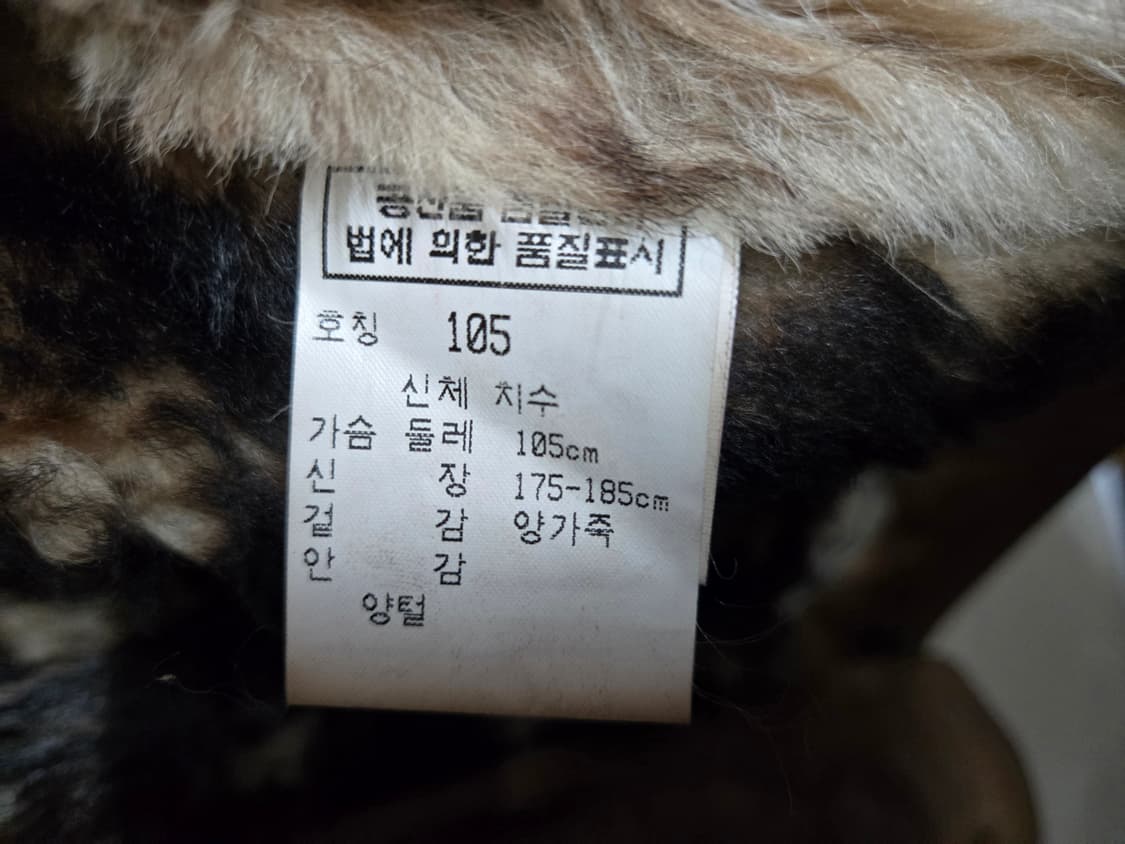 법에 의한 품질표시
호칭 105
신체 치수
가슴 둘레 105cm
신 장 175-185cm
겉 감 양가죽
안 감
양털